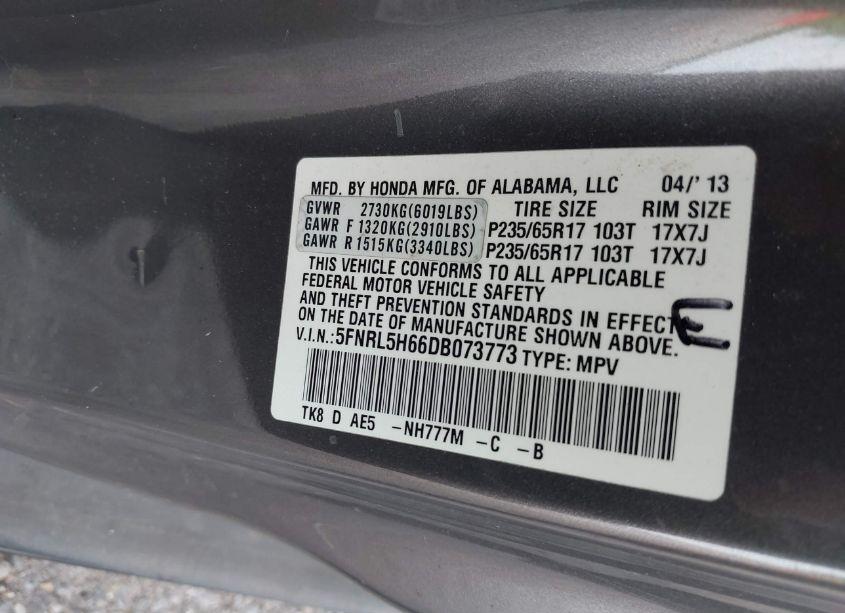 MFD. BY HONDA MFG. OF ALABAMA, LLC 04/' 13
GVWR 2730KG(6019LBS) TIRE SIZE RIM SIZE
GAWR F 1320KG(2910LBS) P235/65R17 103T 17X7J
GAWR R 1515KG(3340LBS) P235/65R17 103T 17X7J
THIS VEHICLE CONFORMS TO ALL APPLICABLE
FEDERAL MOTOR VEHICLE SAFETY
AND THEFT PREVENTION STANDARDS IN EFFECT
E
ON THE DATE OF MANUFACTURE SHOWN ABOVE.
V.I.N.: 5FNRL5H66DB073773 TYPE: MPV
TK8 D AE5 -NH777M -C -B